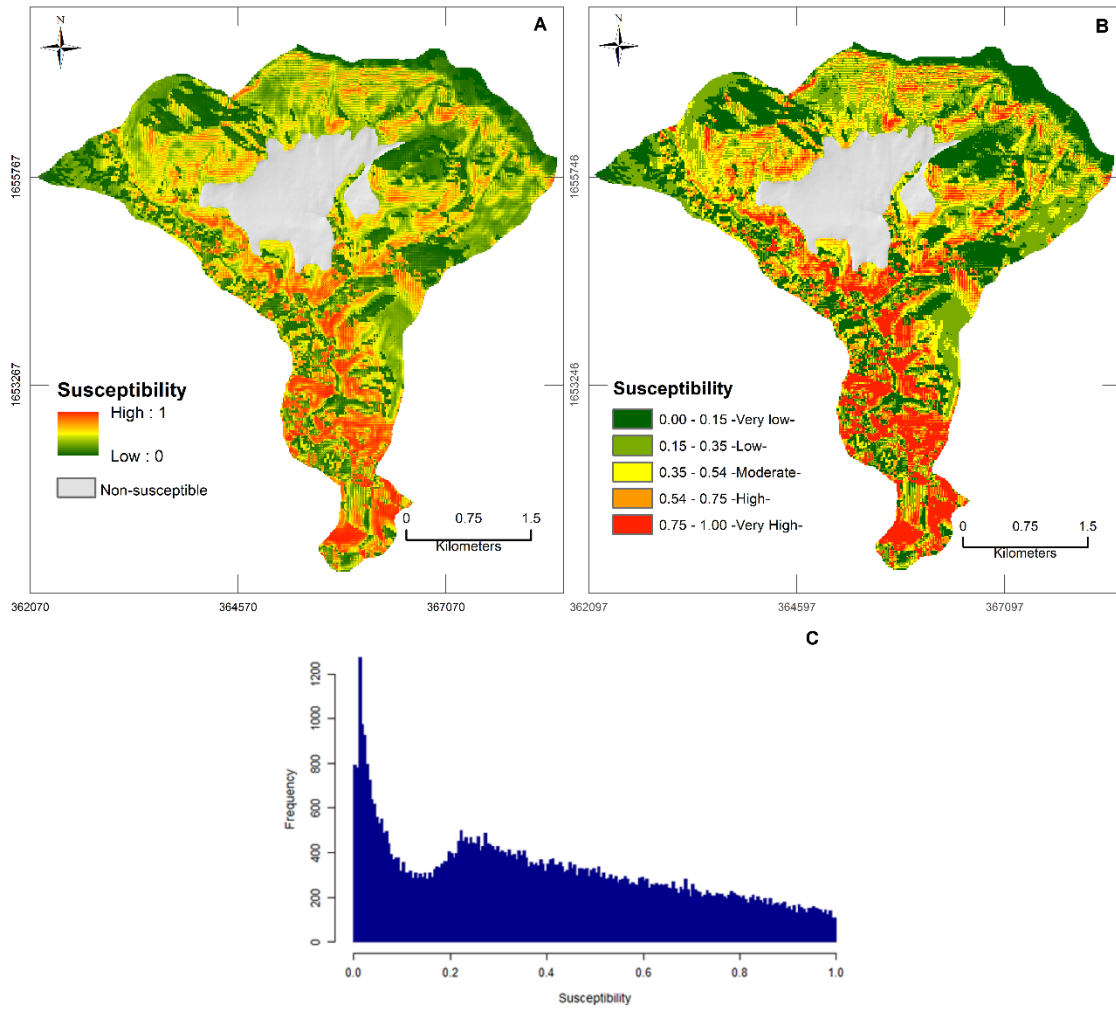 N
A
1655767
1653267
Susceptibility
High : 1
Low : 0
Non-susceptible
0 0.75 1.5
Kilometers
362070 364570 367070
N
B
1655746
1653246
Susceptibility
0.00 - 0.15 -Very low-
0.15 - 0.35 -Low-
0.35 - 0.54 -Moderate-
0.54 - 0.75 -High-
0.75 - 1.00 -Very High-
0 0.75 1.5
Kilometers
362097 364597 367097
C
Frequency
1200
1000
800
600
400
200
0
0.0 0.2 0.4 0.6 0.8 1.0
Susceptibility